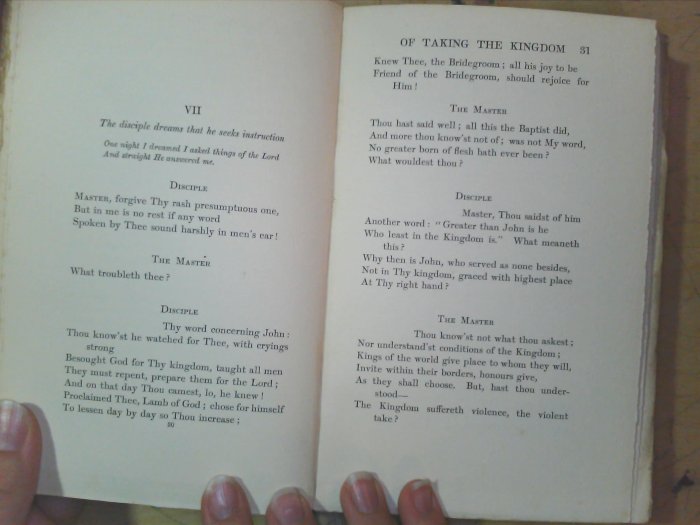 VII
The disciple dreams that he seeks instruction
One night I dreamed I asked things of the Lord
And straight He answered me.
Disciple
Master, forgive Thy rash presumptuous one,
But in me is no rest if any word
Spoken by Thee sound harshly in men's ear!
The Master
What troubleth thee?
Disciple
Thy word concerning John:
Thou know'st he watched for Thee, with cryings
strong
Besought God for Thy kingdom, taught all men
They must repent, prepare them for the Lord;
And on that day Thou camest, lo, he knew!
Proclaimed Thee, Lamb of God; chose for himself
To lessen day by day so Thou increase;
30
OF TAKING THE KINGDOM 31
Knew Thee, the Bridegroom; all his joy to be
Friend of the Bridegroom, should rejoice for
Him!
The Master
Thou hast said well; all this the Baptist did,
And more thou know'st not of; was not My word,
No greater born of flesh hath ever been?
What wouldest thou?
Disciple
Master, Thou saidst of him
Another word: "Greater than John is he
Who least in the Kingdom is." What meaneth
this?
Why then is John, who served as none besides,
Not in Thy kingdom, graced with highest place
At Thy right hand?
The Master
Thou know'st not what thou askest;
Nor understand'st conditions of the Kingdom;
Kings of the world give place to whom they will,
Invite within their borders, honours give,
As they shall choose. But, hast thou under-
stood—
The Kingdom suffereth violence, the violent
take?